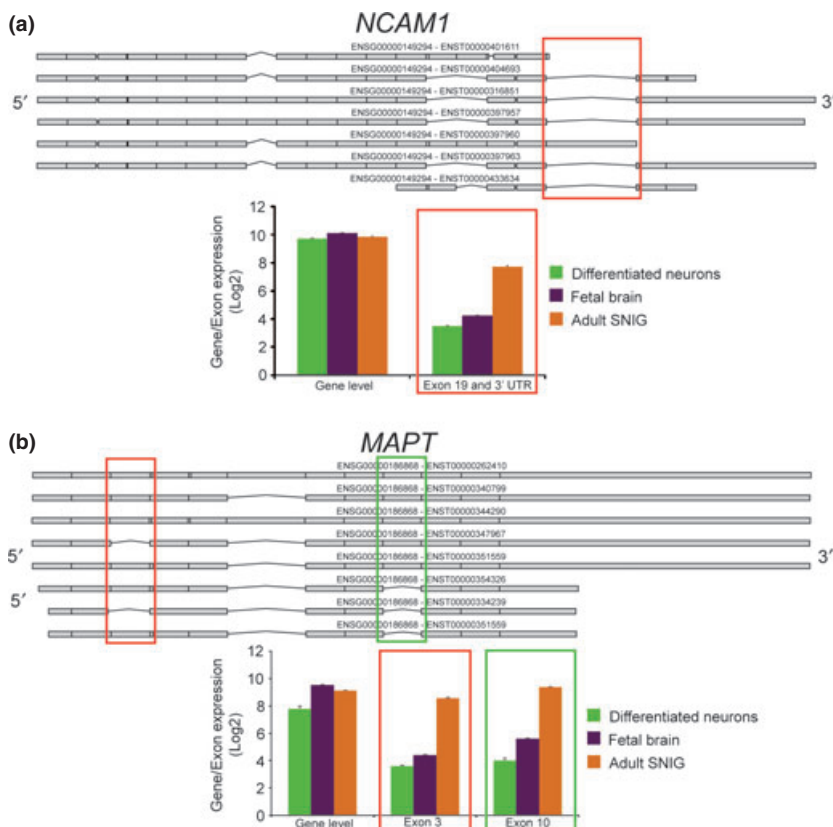 (a)
NCAM1
ENSG00000149294 - ENST00000401611
ENSG00000149294 - ENST00000404693
5′
ENSG00000149294 - ENST00000316851
3′
ENSG00000149294 - ENST00000397957
ENSG00000149294 - ENST00000397960
ENSG00000149294 - ENST00000397963
ENSG00000149294 - ENST00000433634
Gene/Exon expression
(Log2)
12
10
8
6
4
2
0
Gene level
Exon 19 and 3′ UTR
Differentiated neurons
Fetal brain
Adult SNIG
(b)
MAPT
ENSG00000186868 - ENST00000262410
ENSG00000186868 - ENST00000340799
ENSG00000186868 - ENST00000344290
ENSG00000186868 - ENST00000347967
5′
3′
ENSG00000186868 - ENST00000351559
ENSG00000186868 - ENST00000354326
5′
ENSG00000186868 - ENST00000334239
ENSG00000186868 - ENST00000351559
Gene/Exon expression
(Log2)
12
10
8
6
4
2
0
Gene level
Exon 3
Exon 10
Differentiated neurons
Fetal brain
Adult SNIG